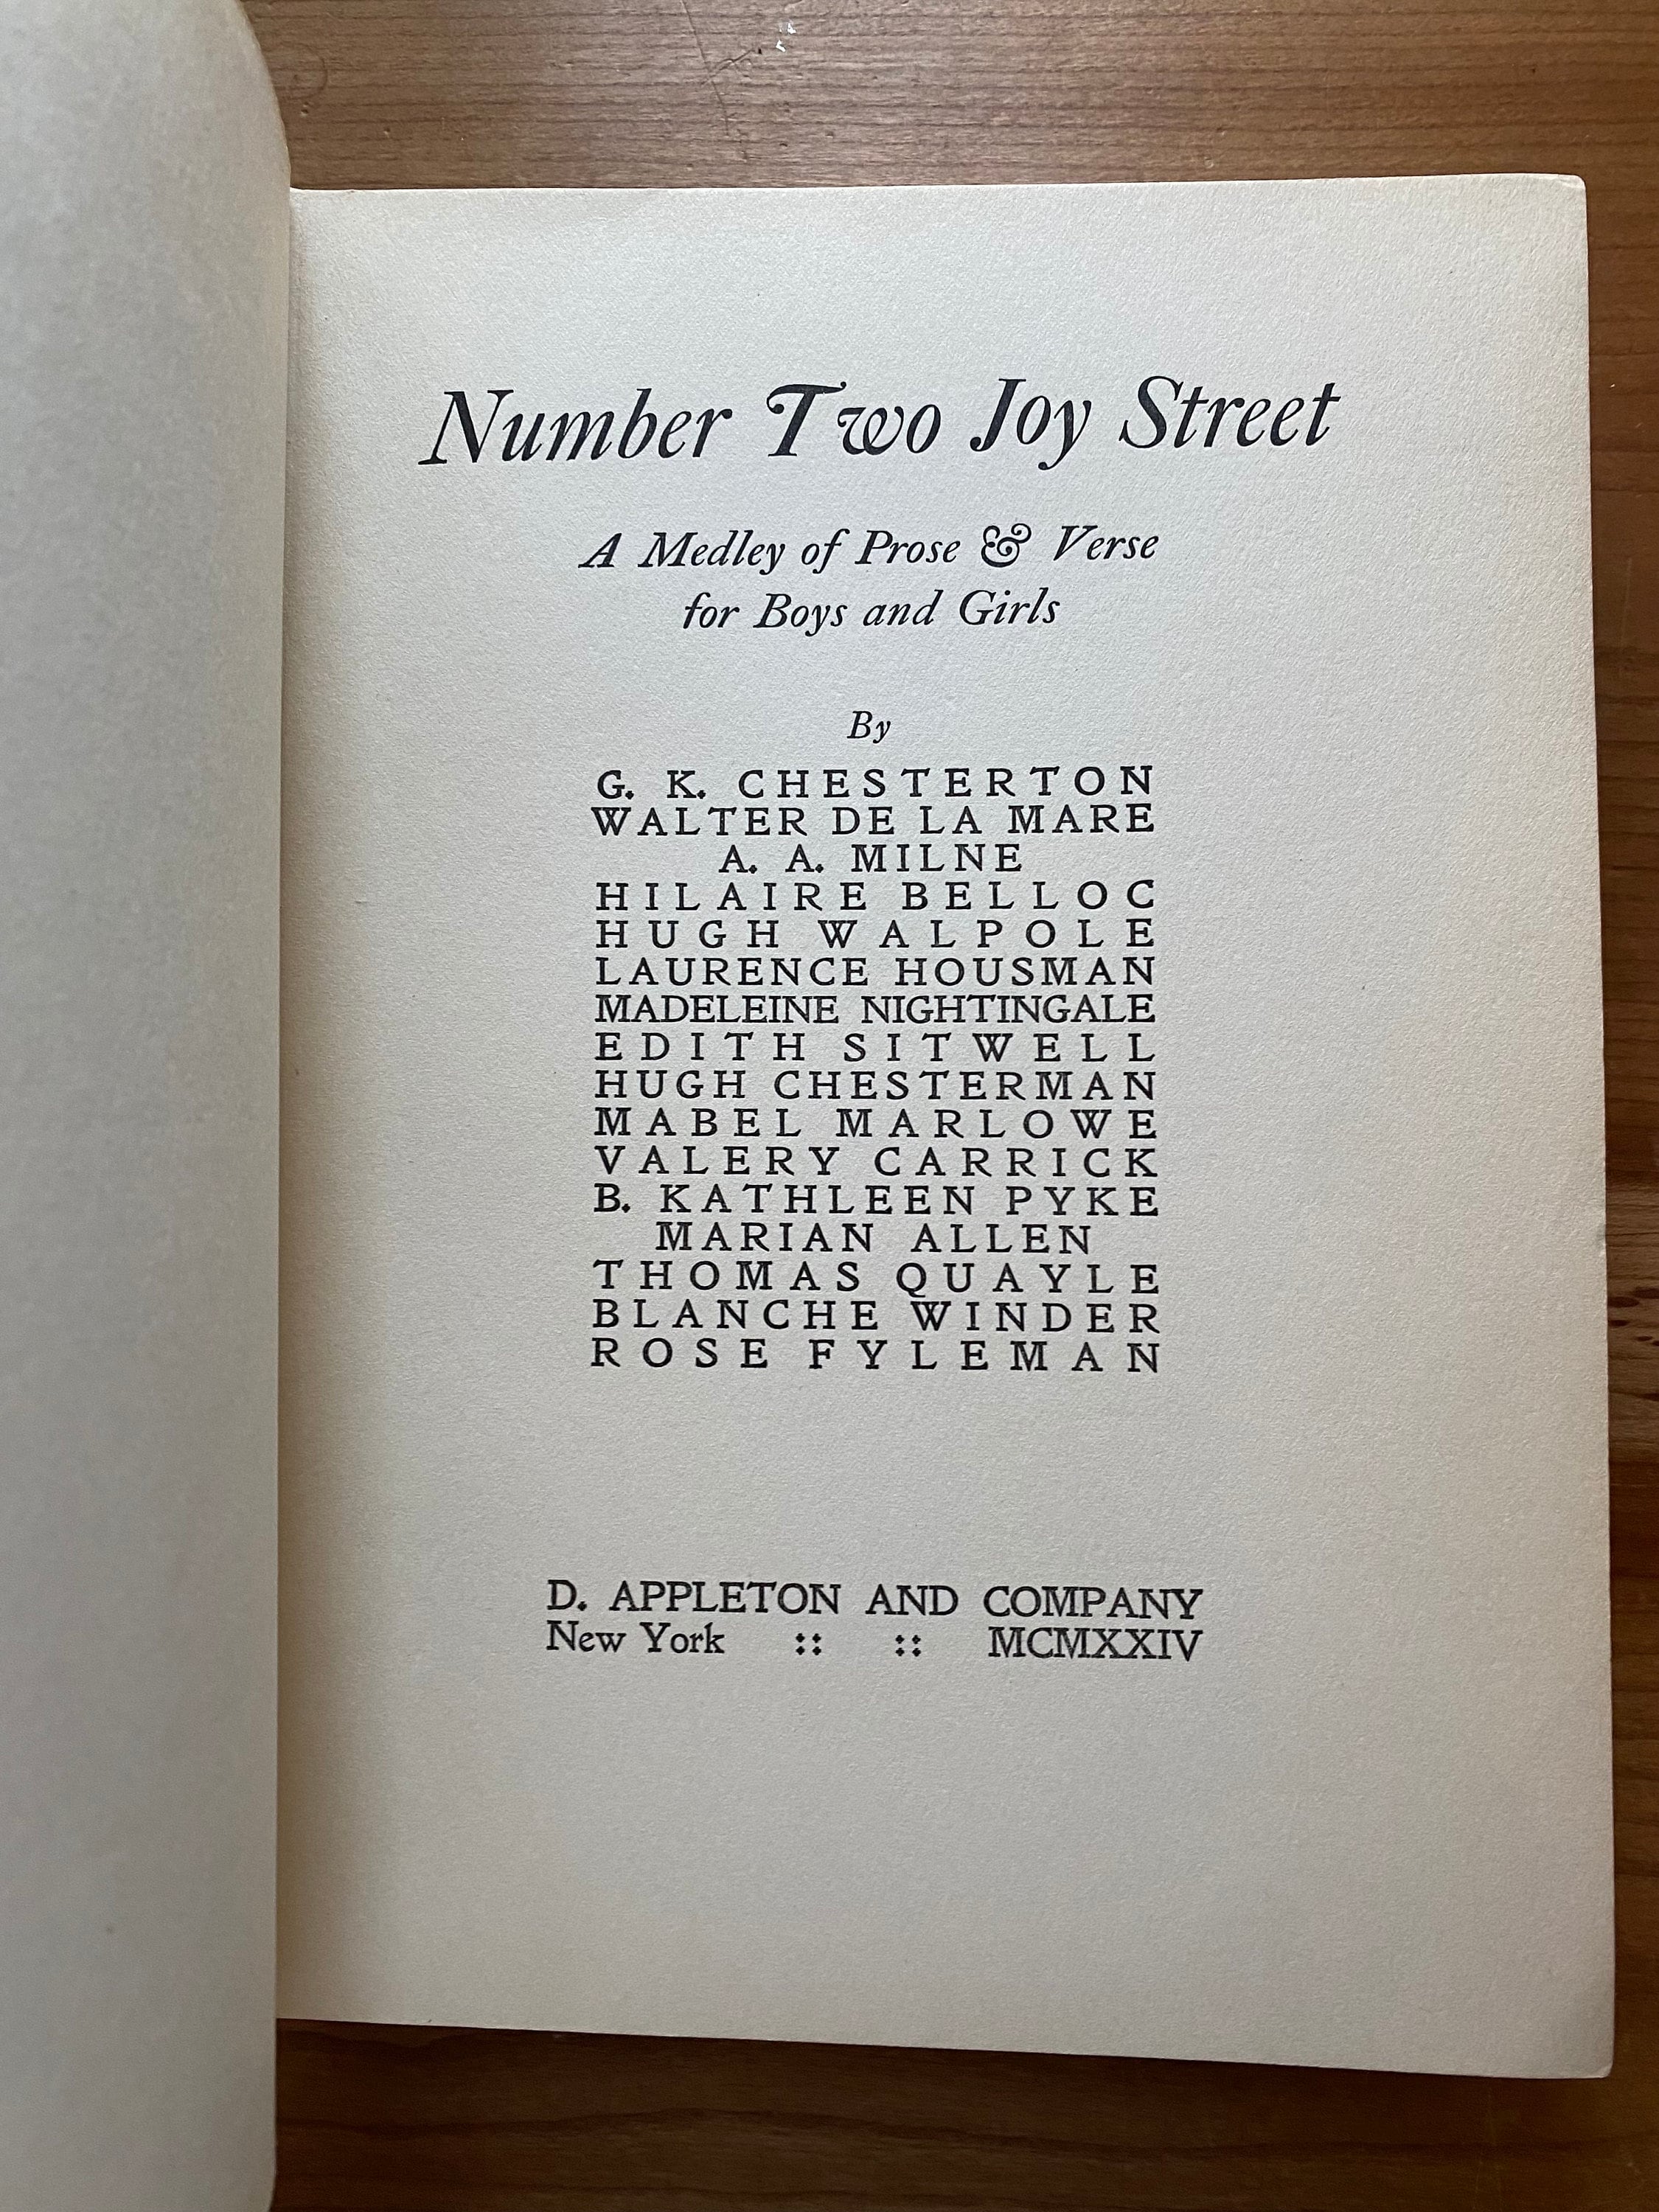 Number Two Joy Street
A Medley of Prose & Verse
for Boys and Girls
By
G. K. CHESTERTON
WALTER DE LA MARE
A. A. MILNE
HILAIRE BELLOC
HUGH WALPOLE
LAURENCE HOUSMAN
MADELEINE NIGHTINGALE
EDITH SITWELL
HUGH CHESTERMAN
MABEL MARLOWE
VALERY CARRICK
B. KATHLEEN PYKE
MARIAN ALLEN
THOMAS QUAYLE
BLANCHE WINDER
ROSE FYLEMAN
D. APPLETON AND COMPANY
New York :: :: MCMXXIV